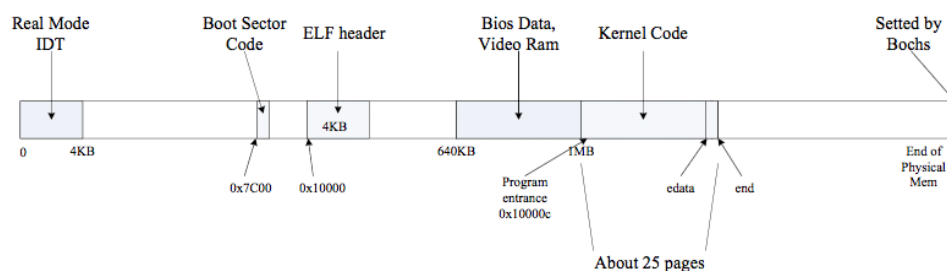 Real Mode
IDT
Boot Sector
Code
ELF header
Bios Data,
Video Ram
Kernel Code
Setted by
Bochs
4KB
0
4KB
0x7C00
0x10000
640KB
1MB
Program
entrance
0x10000c
edata
end
End of
Physical
Mem
About 25 pages